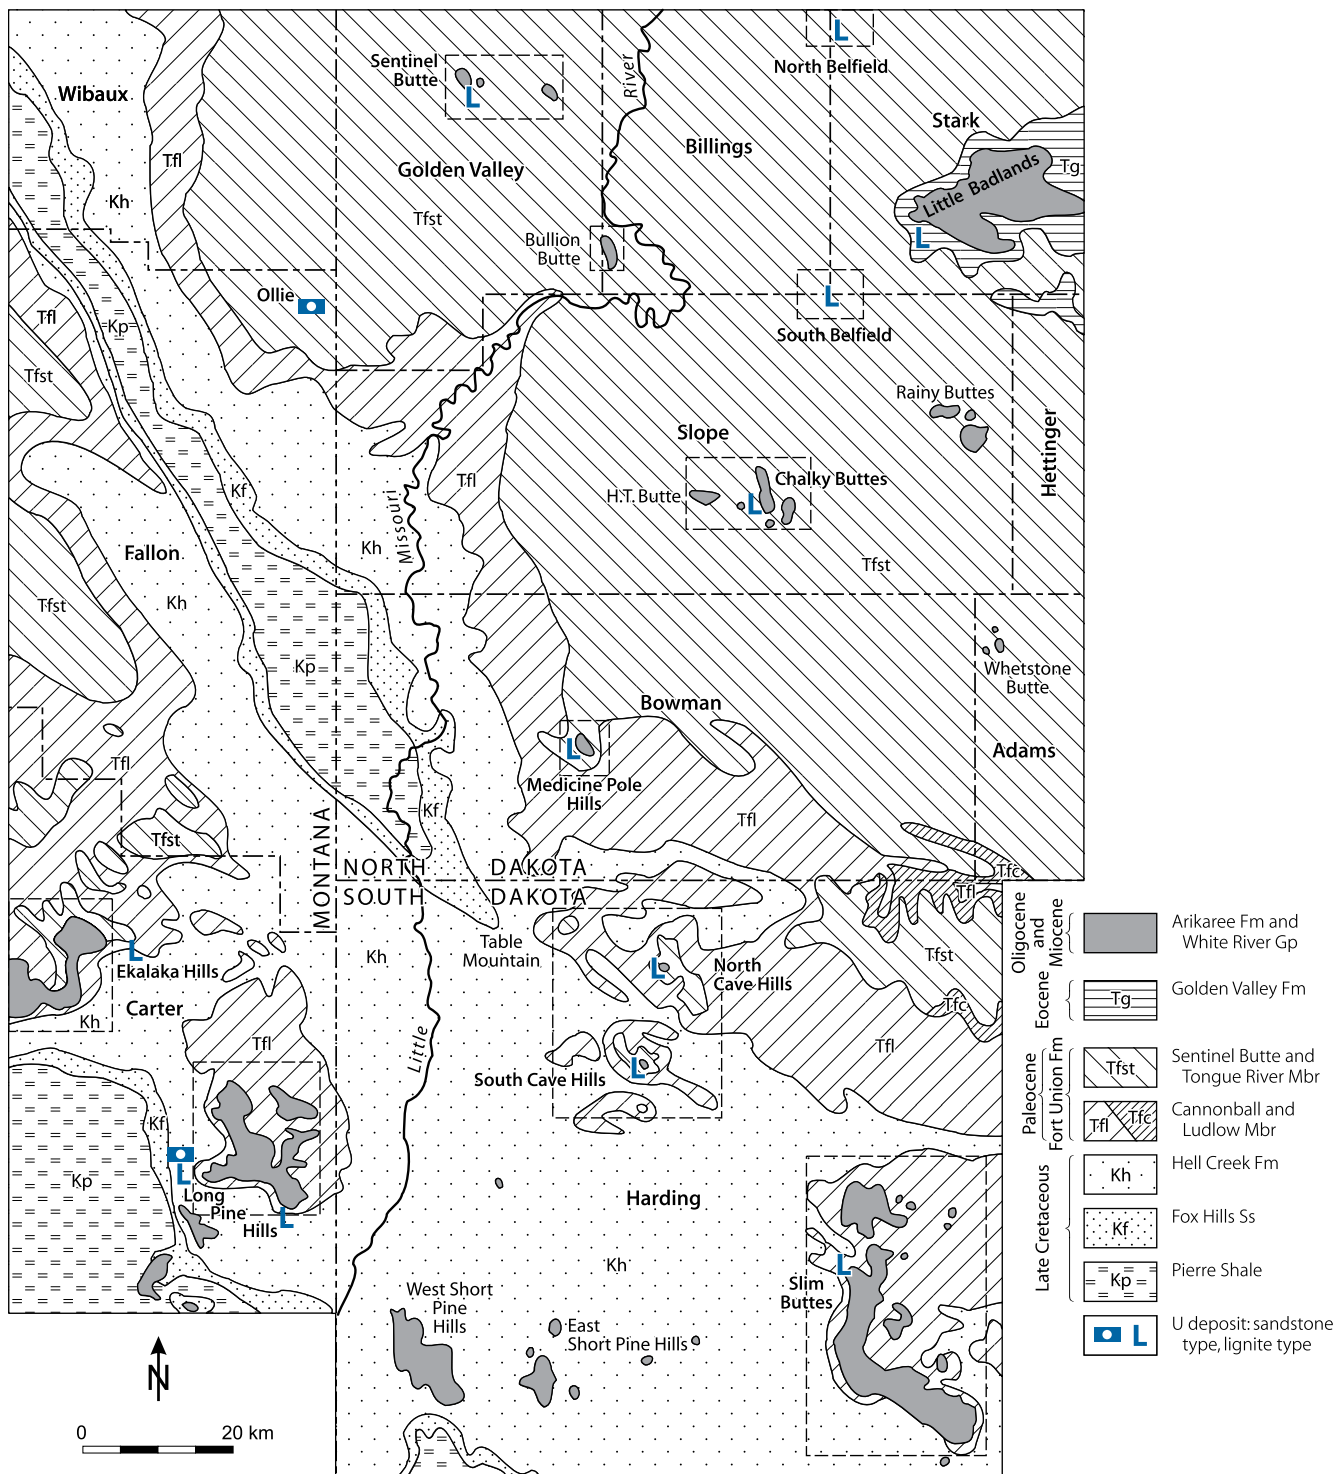 Wibaux
Sentinel
Butte
L
River
L
North Belfield
Stark
Billings
Tfl
Golden Valley
Tfst
Kh
Little Badlands
Tg
L
Bullion
Butte
Ollie
L
South Belfield
Tfl
Kp
Tfst
Rainy Buttes
Slope
Hettinger
Tfl
Kf
H.T. Butte
L
Chalky Buttes
Missouri
Kh
Fallon
Tfst
Tfst
Kh
Kp
Whetstone
Butte
Bowman
Adams
L
Medicine Pole
Hills
Tfl
Kf
Tfl
Tfst
MONTANA
NORTH DAKOTA
SOUTH DAKOTA
Tfc
Tfl
Table
Mountain
Kh
L
Ekalaka Hills
L
North
Cave Hills
Tfst
Carter
Kh
Tfc
Tfl
Little
Tfl
South Cave Hills
L
Kf
Kp
L
Long
Pine
Hills
L
Harding
Kh
L
Slim
Buttes
West Short
Pine
Hills
East
Short Pine Hills
N
0 20 km
Oligocene
and
Miocene
Arikaree Fm and
White River Gp
Eocene
Tg
Golden Valley Fm
Paleocene
Fort Union Fm
Tfst
Sentinel Butte and
Tongue River Mbr
Tfl
Tfc
Cannonball and
Ludlow Mbr
Late Cretaceous
Kh
Hell Creek Fm
Kf
Fox Hills Ss
Kp
Pierre Shale
L
U deposit: sandstone
type, lignite type